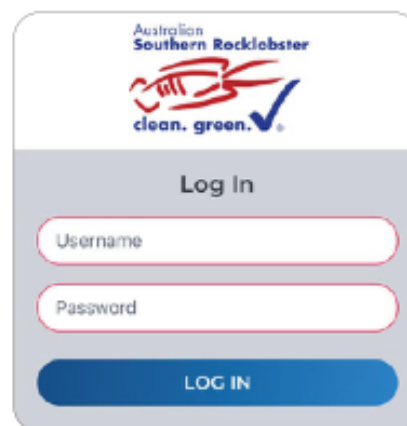 Australian
Southern Rocklobster
clean. green.
Log In
Username
Password
LOG IN